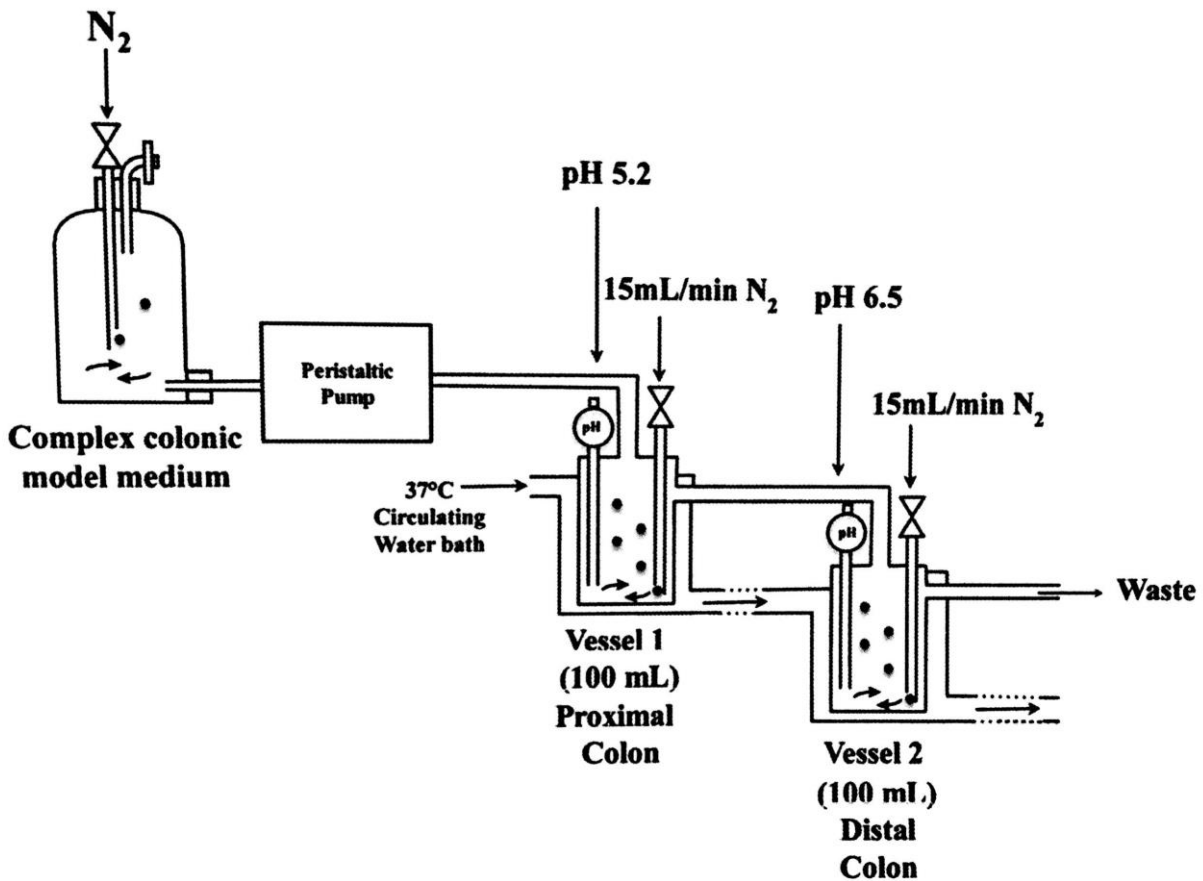 N₂
pH 5.2
15mL/min N₂
pH 6.5
15mL/min N₂
Peristaltic
Pump
pH
Complex colonic
model medium
37°C
Circulating
Water bath
pH
Waste
Vessel 1
(100 mL)
Proximal
Colon
Vessel 2
(100 mL)
Distal
Colon